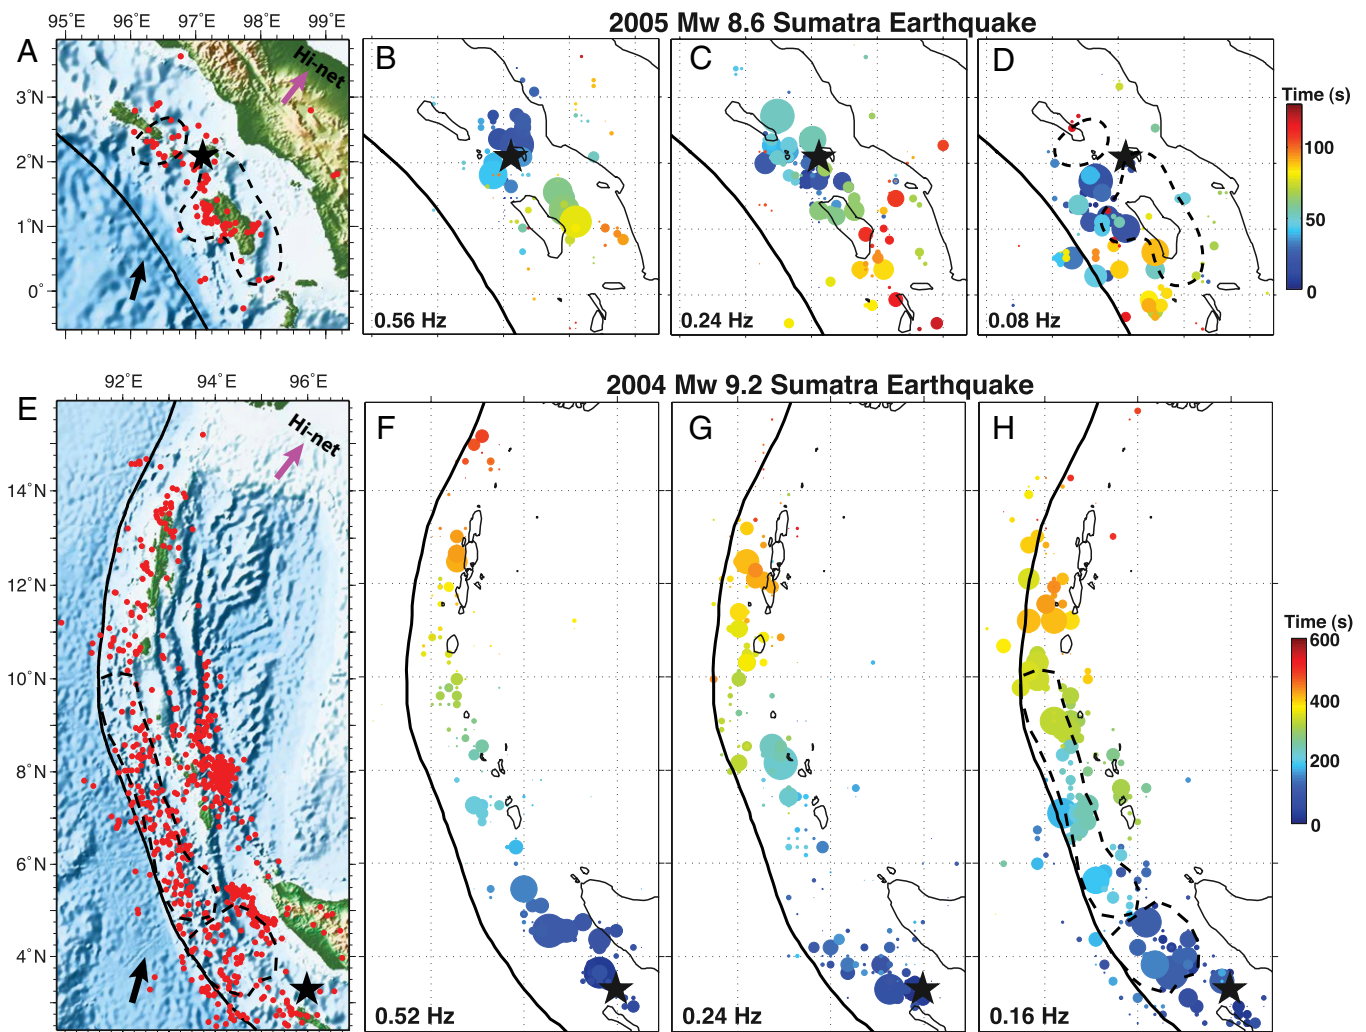 2005 Mw 8.6 Sumatra Earthquake
95°E 96°E 97°E 98°E 99°E
A
Hi-net
3°N
2°N
1°N
0°
B
0.56 Hz
C
0.24 Hz
D
0.08 Hz
Time (s)
100
50
0
2004 Mw 9.2 Sumatra Earthquake
92°E 94°E 96°E
E
Hi-net
14°N
12°N
10°N
8°N
6°N
4°N
F
0.52 Hz
G
0.24 Hz
H
0.16 Hz
Time (s)
600
400
200
0